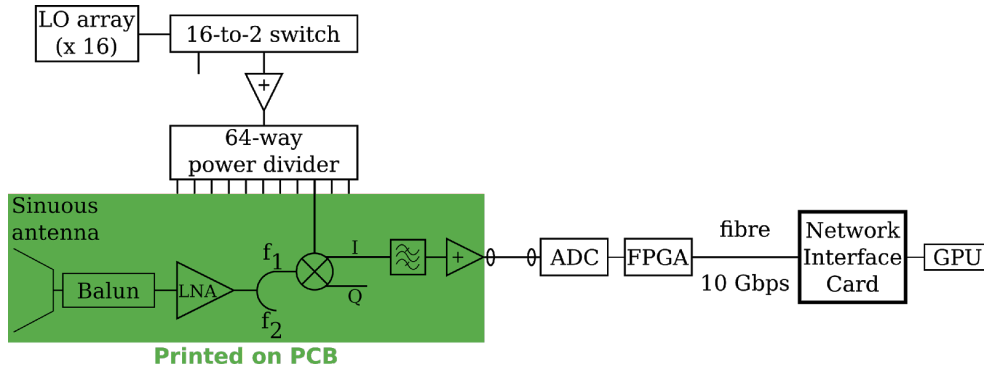 LO array
(x 16)
16-to-2 switch
+
64-way
power divider
Sinuous
antenna
Balun
LNA
f1
f2
I
Q
+
ADC
FPGA
fibre
10 Gbps
Network
Interface
Card
GPU
Printed on PCB